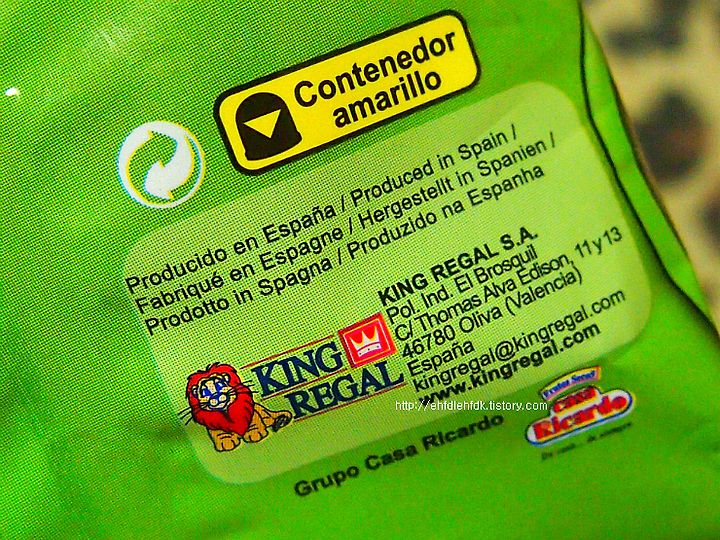 Contenedor
amarillo
Producido en España / Produced in Spain /
Fabriqué en Espagne / Hergestellt in Spanien /
Prodotto in Spagna / Produzido na Espanha
KING REGAL S.A.
Pol. Ind. El Brosquil
C/ Thomas Alva Edison, 11 y 13
46780 Oliva (Valencia)
España
kingregal@kingregal.com
www.kingregal.com
KING
REGAL
http://ehfdlehfdk.tistory.com
Frutos Secos
casa
Ricardo
Grupo Casa Ricardo